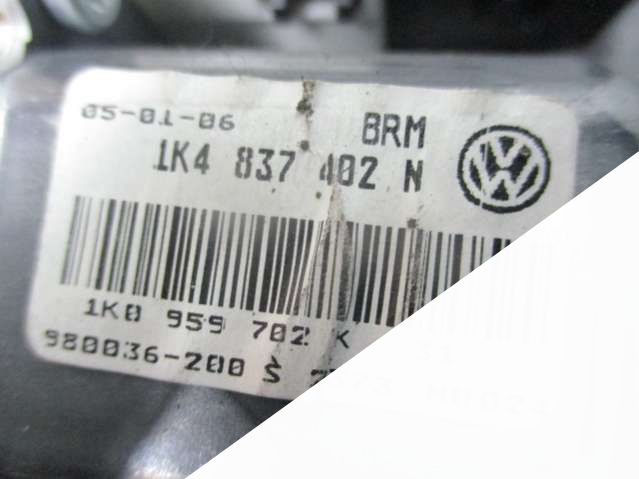 05-01-06 BRM
1K4 837 402 N
1K0 959 702 K
980036-200 S